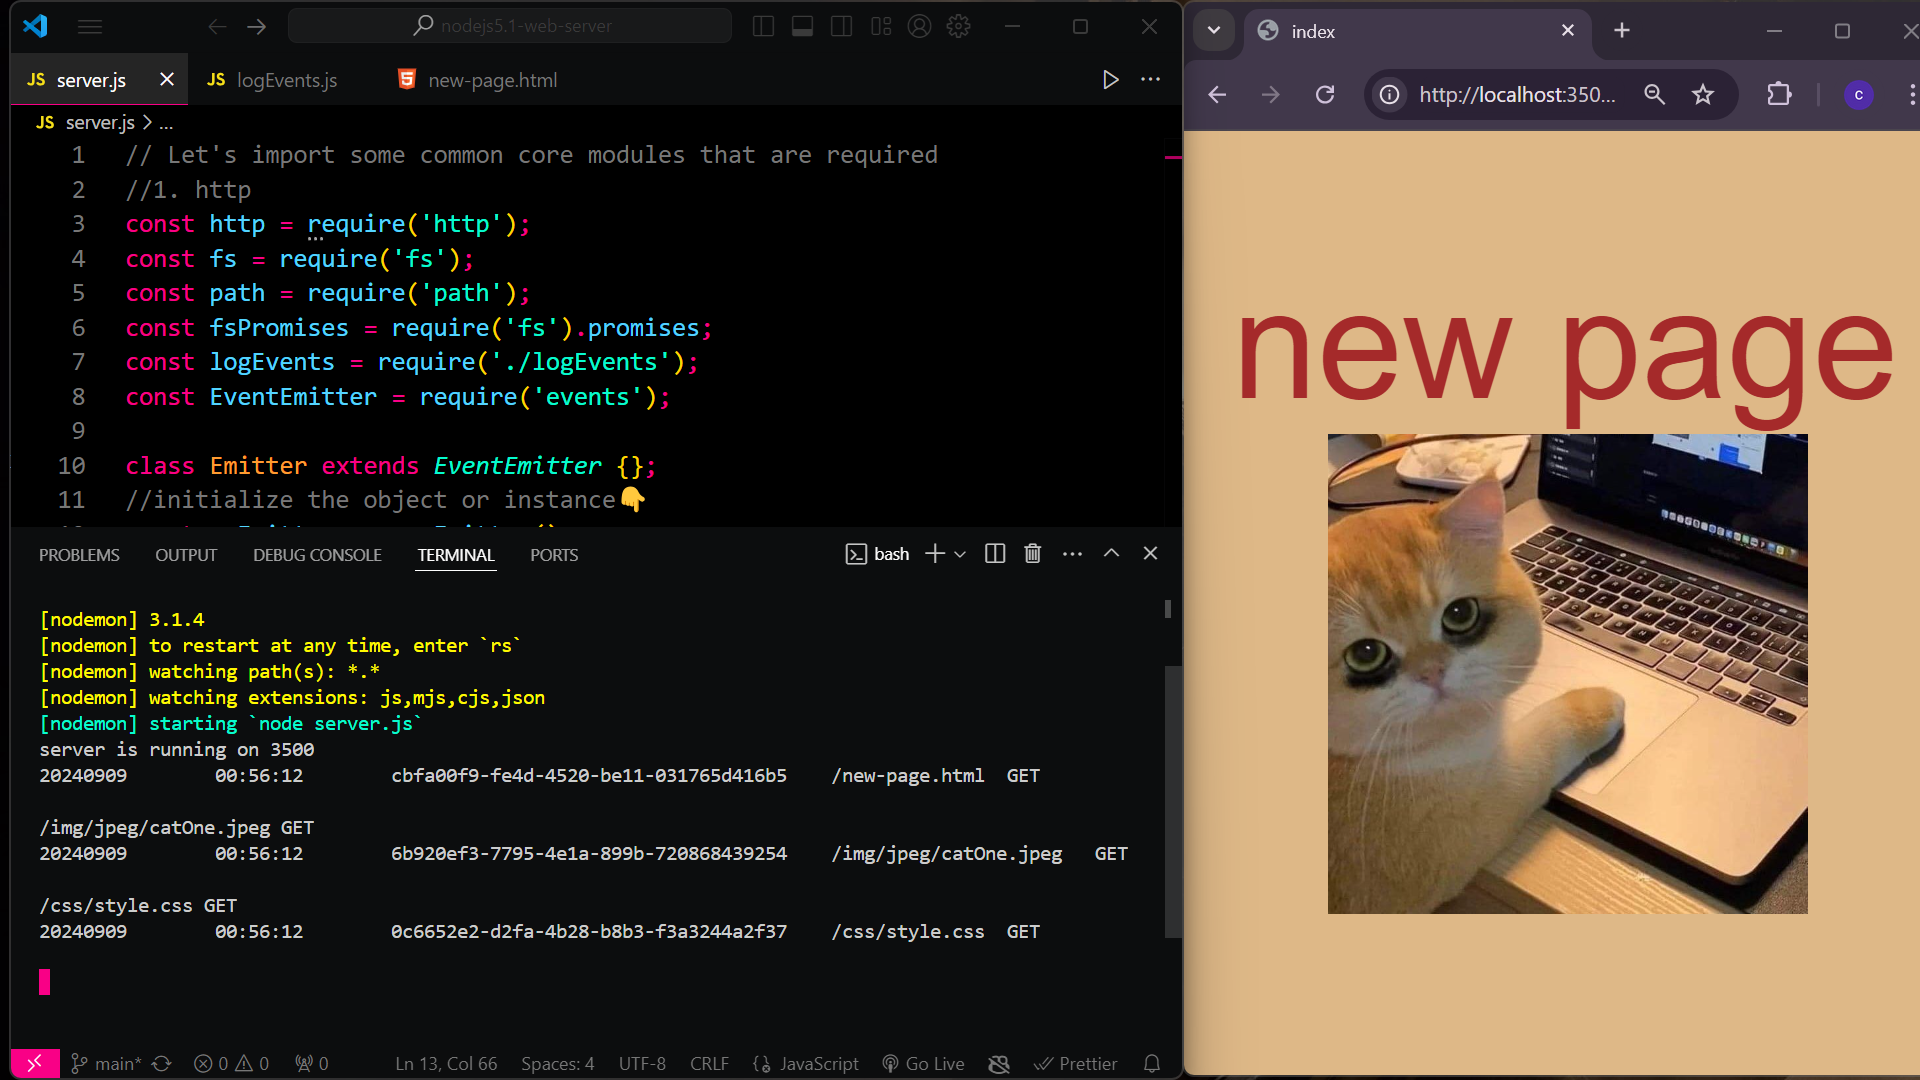 nodejs5.1-web-server
JS server.js
JS logEvents.js
new-page.html
JS server.js > ...
1 // Let's import some common core modules that are required
2 //1. http
3 const http = require('http');
4 const fs = require('fs');
5 const path = require('path');
6 const fsPromises = require('fs').promises;
7 const logEvents = require('./logEvents');
8 const EventEmitter = require('events');
9
10 class Emitter extends EventEmitter {};
11 //initialize the object or instance👇
PROBLEMS OUTPUT DEBUG CONSOLE TERMINAL PORTS
bash
[nodemon] 3.1.4
[nodemon] to restart at any time, enter `rs`
[nodemon] watching path(s): *.*
[nodemon] watching extensions: js,mjs,cjs,json
[nodemon] starting `node server.js`
server is running on 3500
20240909 00:56:12 cbfa00f9-fe4d-4520-be11-031765d416b5 /new-page.html GET
/img/jpeg/catOne.jpeg GET
20240909 00:56:12 6b920ef3-7795-4e1a-899b-720868439254 /img/jpeg/catOne.jpeg GET
/css/style.css GET
20240909 00:56:12 0c6652e2-d2fa-4b28-b8b3-f3a3244a2f37 /css/style.css GET
main* 0 0 0 Ln 13, Col 66 Spaces: 4 UTF-8 CRLF {} JavaScript Go Live Prettier
index
http://localhost:350...
c
new page